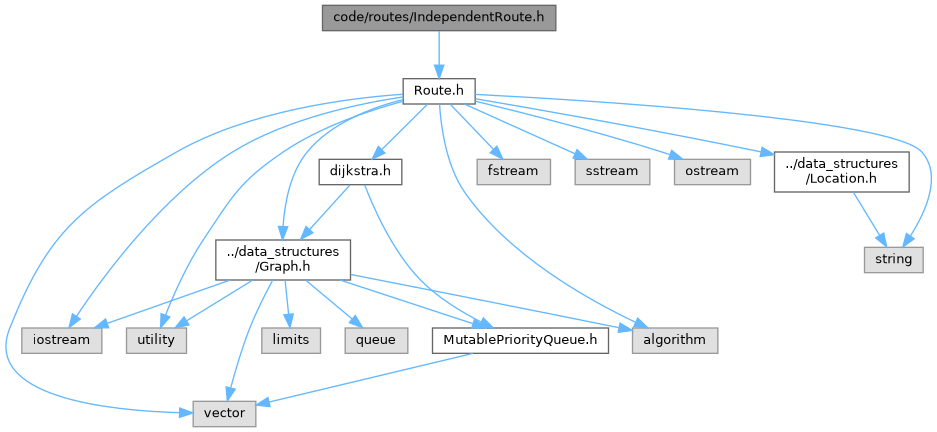 code/routes/IndependentRoute.h
Route.h
dijkstra.h
fstream
sstream
ostream
../data_structures
/Location.h
../data_structures
/Graph.h
string
iostream
utility
limits
queue
MutablePriorityQueue.h
algorithm
vector